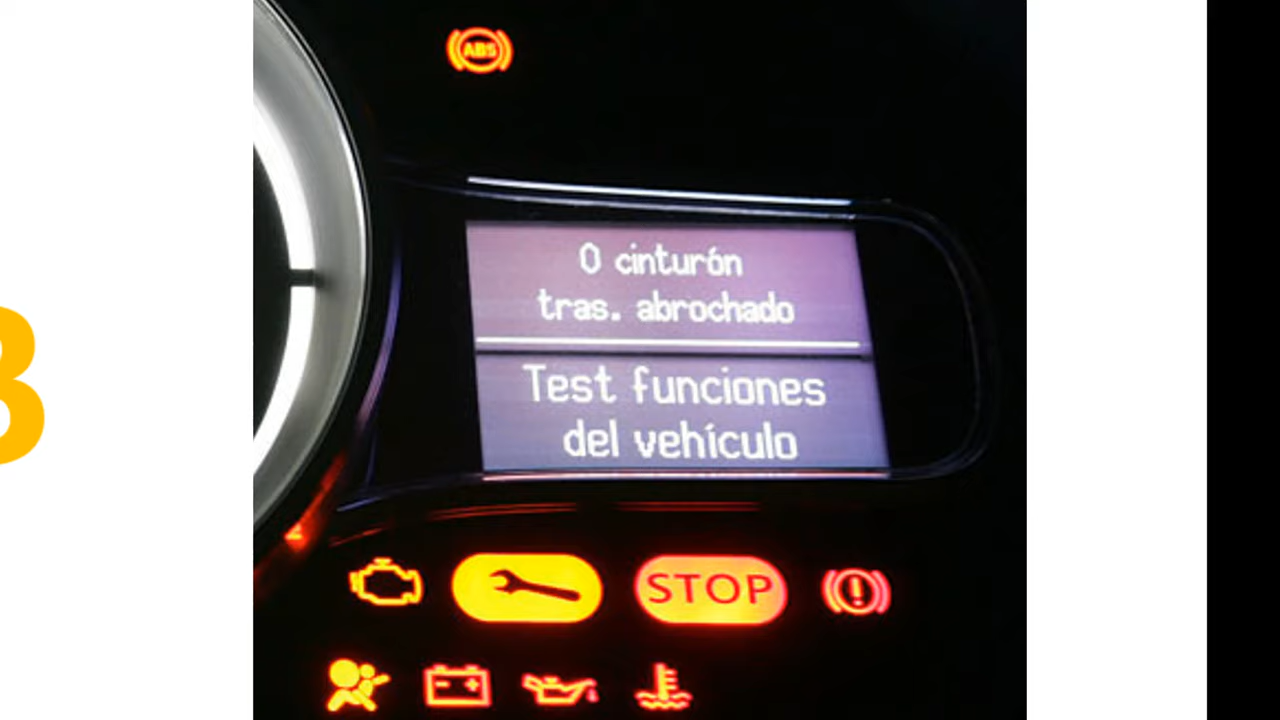 ABS
0 cinturón
tras. abrochado
Test funciones
del vehículo
STOP